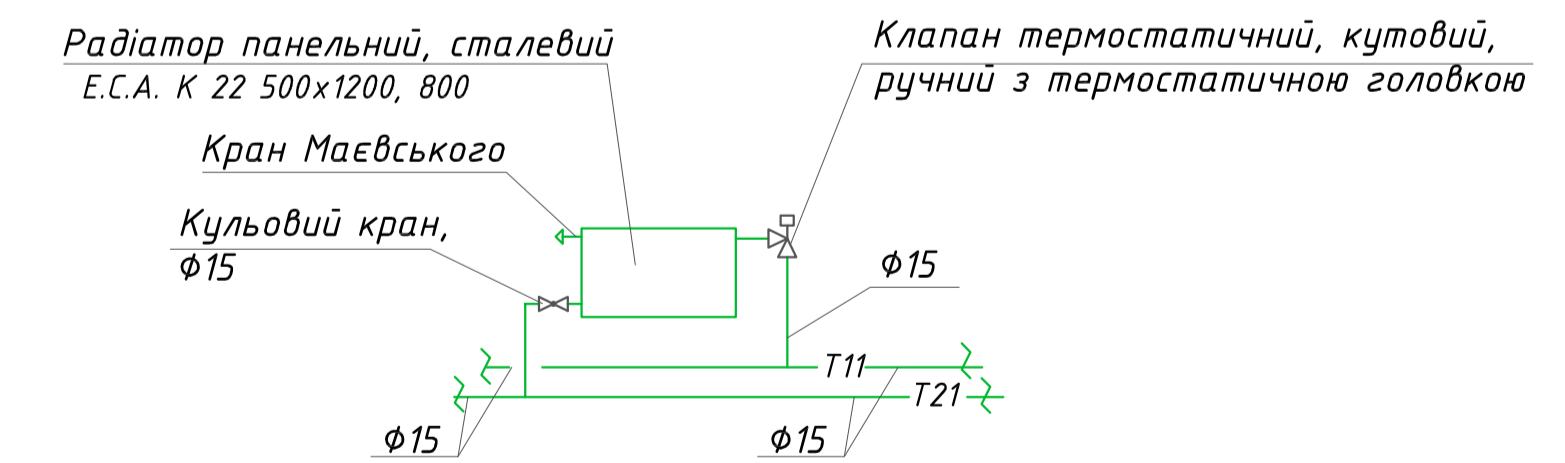 Радіатор панельний, сталевий
E.C.A. K 22 500x1200, 800
Клапан термостатичний, кутовий,
ручний з термостатичною головкою
Кран Маєвського
Кульовий кран,
Ф15
Ф15
T11
T21
Ф15
Ф15